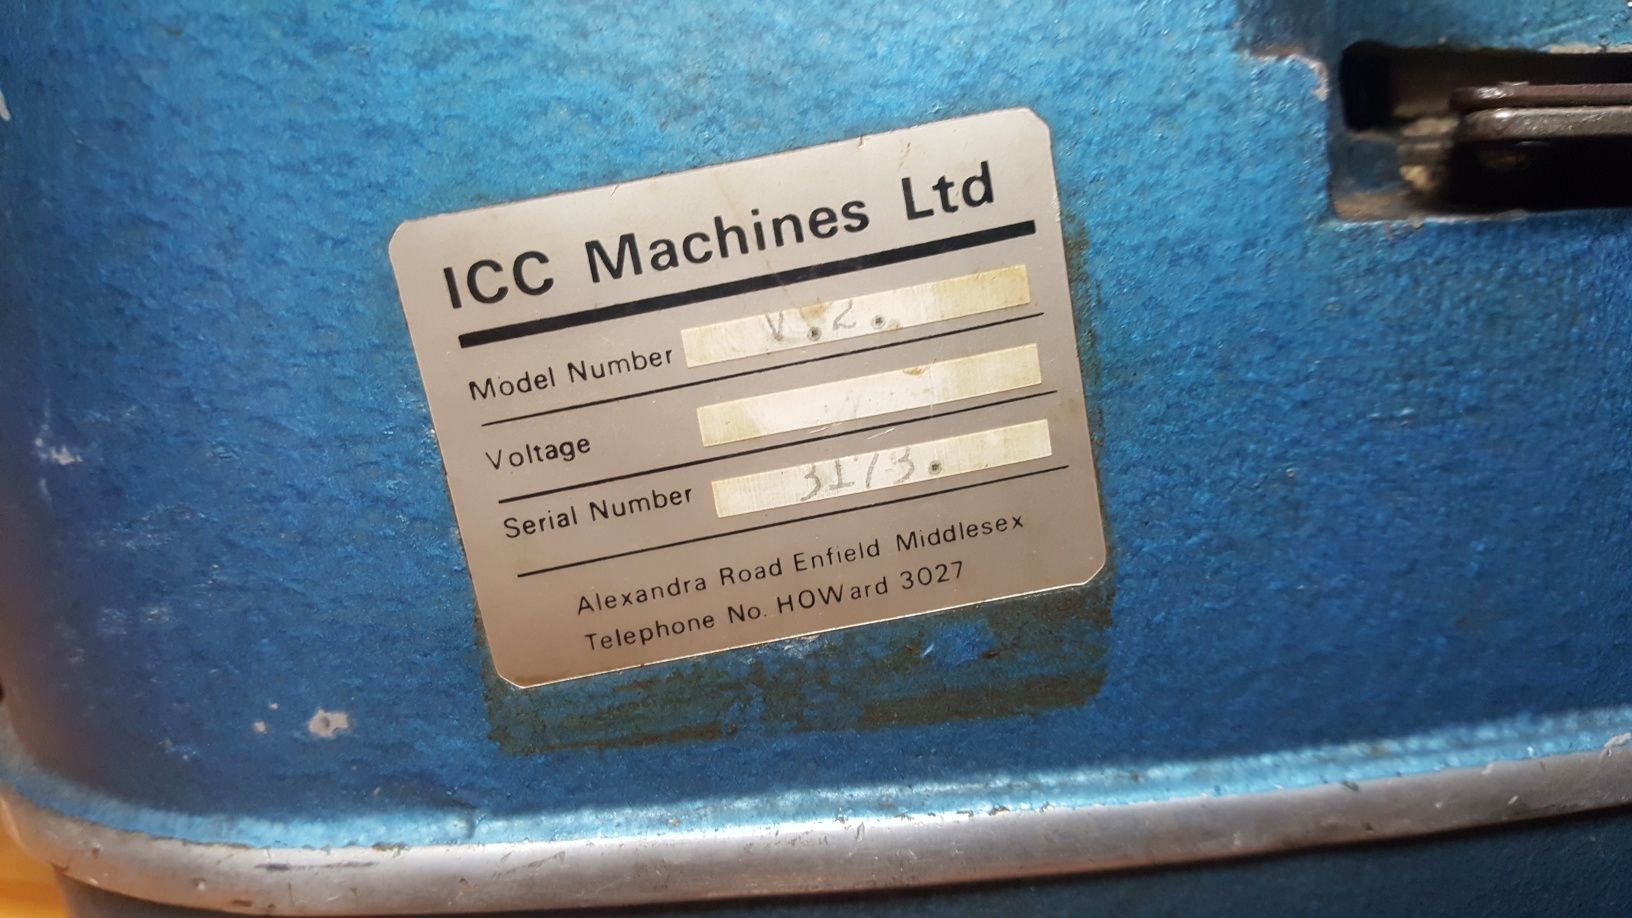 ICC Machines Ltd
Model Number V.2.
Voltage
Serial Number 3173.
Alexandra Road Enfield Middlesex
Telephone No. HOWard 3027